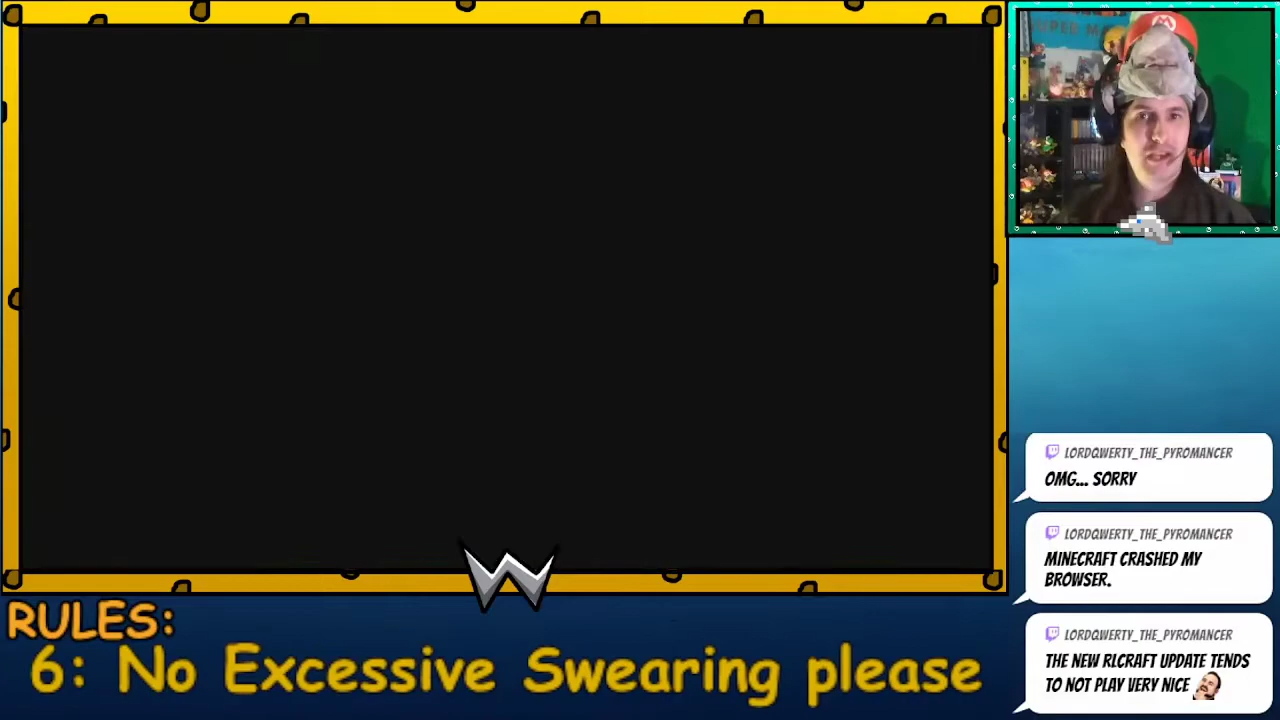 SUPER M
M
LORDQWERTY_THE_PYROMANCER
OMG... SORRY
LORDQWERTY_THE_PYROMANCER
MINECRAFT CRASHED MY
BROWSER.
LORDQWERTY_THE_PYROMANCER
THE NEW RLCRAFT UPDATE TENDS
TO NOT PLAY VERY NICE
W
RULES:
6: No Excessive Swearing please